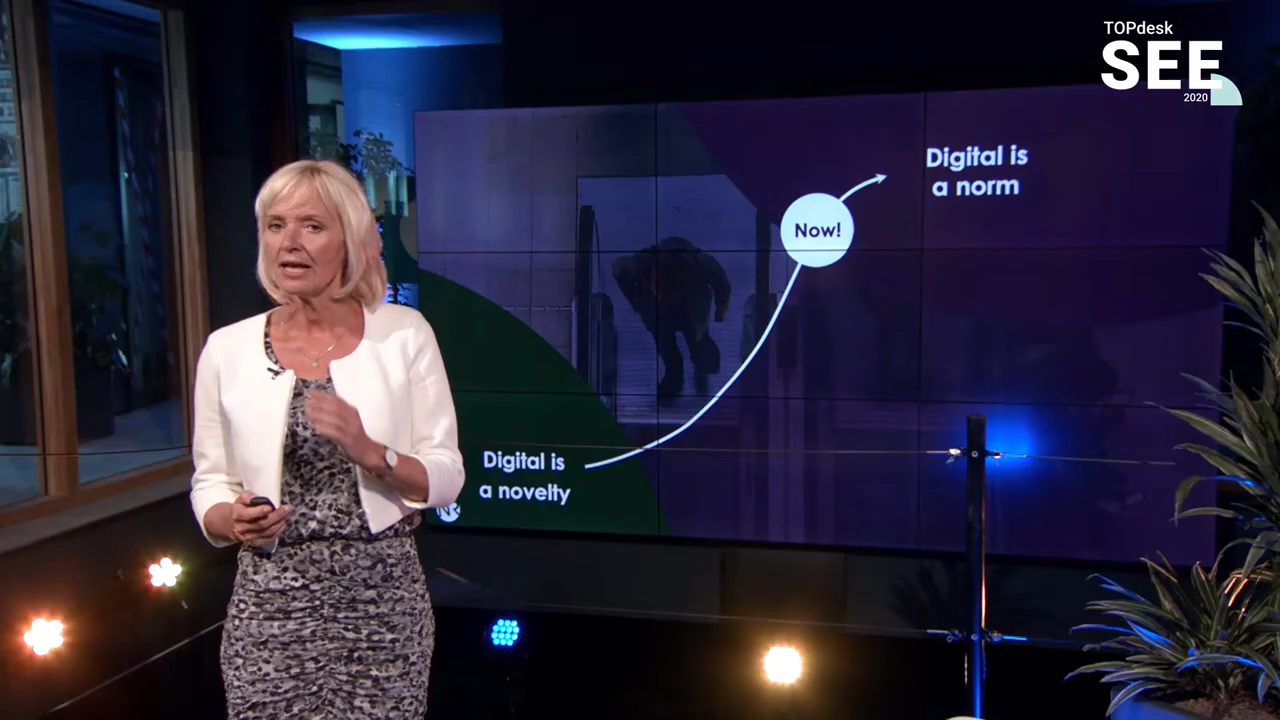 TOPdesk
SEE
2020
Digital is
a norm
Now!
Digital is
a novelty